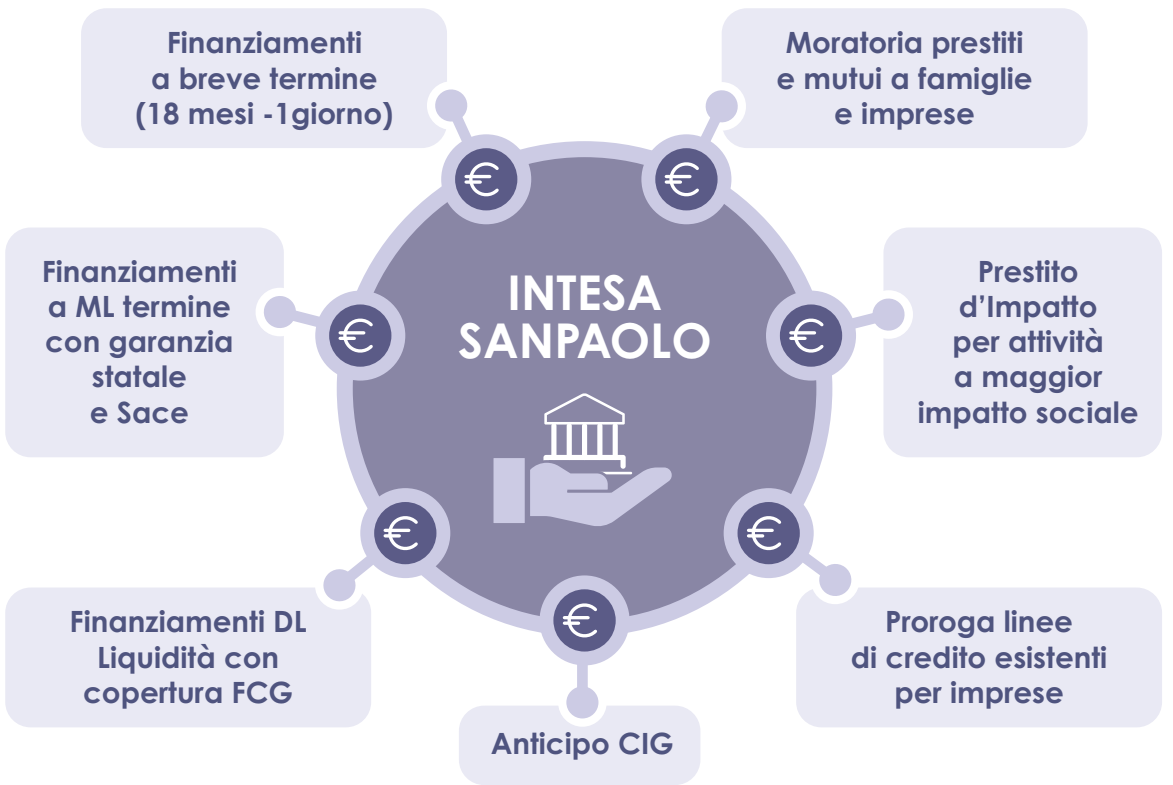 Finanziamenti
a breve termine
(18 mesi -1giorno)
Moratoria prestiti
e mutui a famiglie
e imprese
Finanziamenti
a ML termine
con garanzia
statale
e Sace
INTESA
SANPAOLO
Prestito
d'Impatto
per attività
a maggior
impatto sociale
Finanziamenti DL
Liquidità con
copertura FCG
Anticipo CIG
Proroga linee
di credito esistenti
per imprese
€
€
€
€
€
€
€